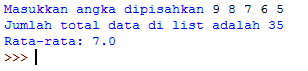 Masukkan angka dipisahkan 9 8 7 6 5
Jumlah total data di list adalah 35
Rata-rata: 7.0
>>>